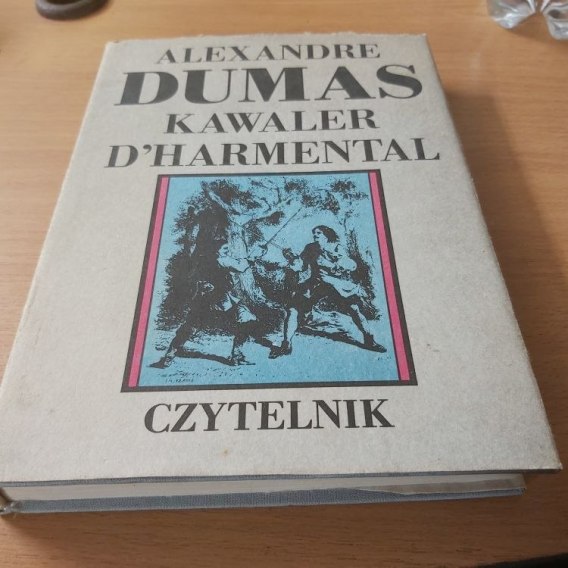 ALEXANDRE
DUMAS
KAWALER
D'HARMENTAL
CZYTELNIK